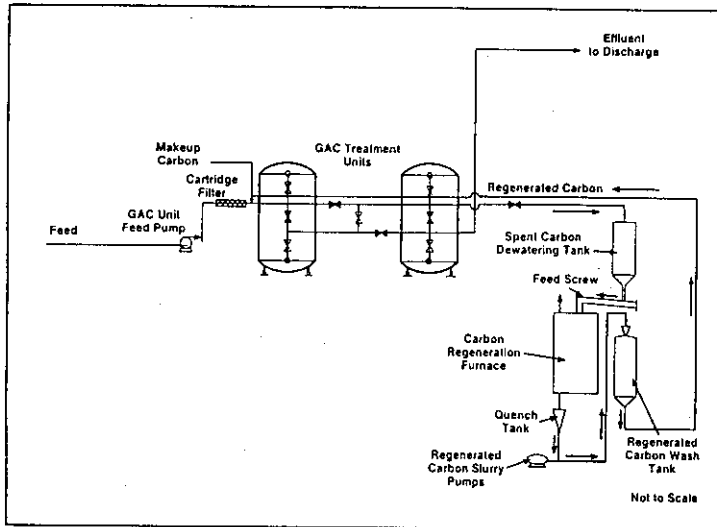 Effluent
to Discharge
Makeup
Carbon
GAC Treatment
Units
Cartridge
Filter
Regenerated Carbon
GAC Unit
Feed Pump
Feed
Spent Carbon
Dewatering Tank
Feed Screw
Carbon
Regeneration
Furnace
Quench
Tank
Regenerated
Carbon Slurry
Pumps
Regenerated
Carbon Wash
Tank
Not to Scale